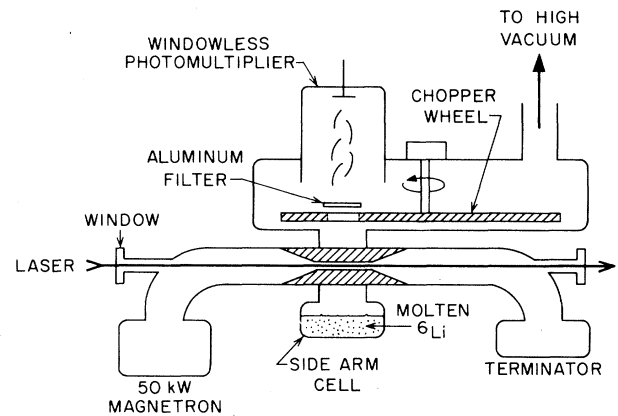 TO HIGH
VACUUM
WINDOWLESS
PHOTOMULTIPLIER
CHOPPER
WHEEL
ALUMINUM
FILTER
WINDOW
LASER
MOLTEN
6Li
SIDE ARM
CELL
TERMINATOR
50 kW
MAGNETRON